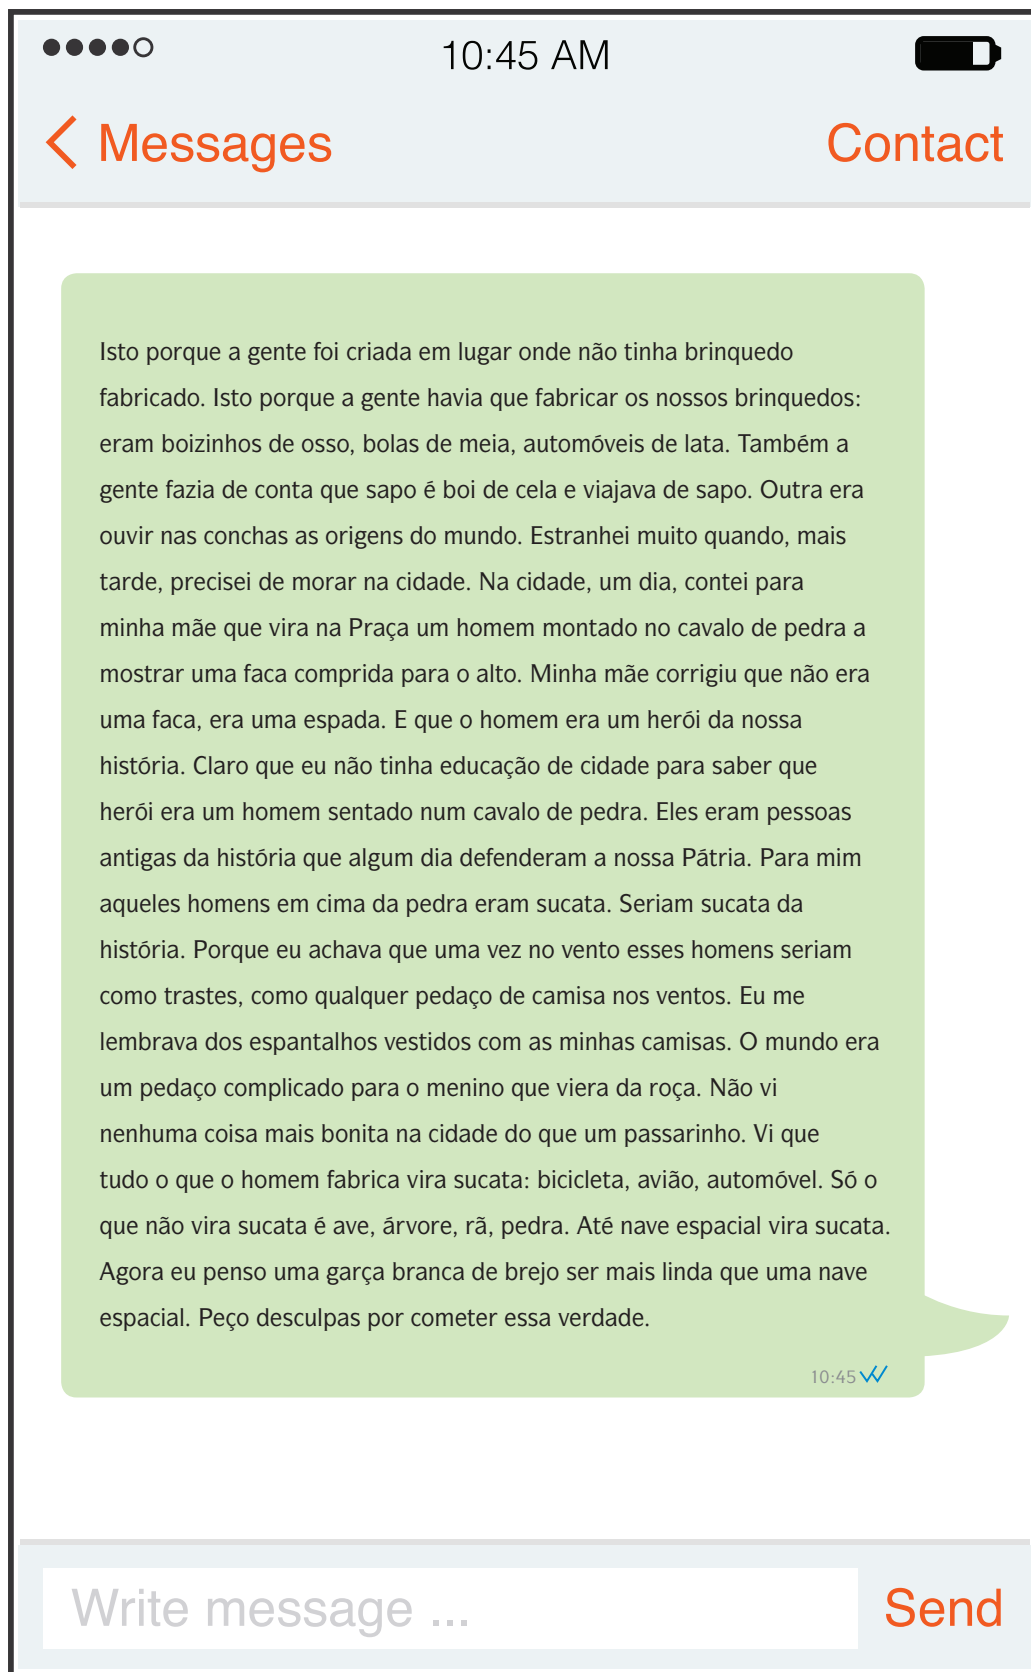 10:45 AM
Messages
Contact
Isto porque a gente foi criada em lugar onde não tinha brinquedo
fabricado. Isto porque a gente havia que fabricar os nossos brinquedos:
eram boizinhos de osso, bolas de meia, automóveis de lata. Também a
gente fazia de conta que sapo é boi de cela e viajava de sapo. Outra era
ouvir nas conchas as origens do mundo. Estranhei muito quando, mais
tarde, precisei de morar na cidade. Na cidade, um dia, contei para
minha mãe que vira na Praça um homem montado no cavalo de pedra a
mostrar uma faca comprida para o alto. Minha mãe corrigiu que não era
uma faca, era uma espada. E que o homem era um herói da nossa
história. Claro que eu não tinha educação de cidade para saber que
herói era um homem sentado num cavalo de pedra. Eles eram pessoas
antigas da história que algum dia defenderam a nossa Pátria. Para mim
aqueles homens em cima da pedra eram sucata. Seriam sucata da
história. Porque eu achava que uma vez no vento esses homens seriam
como trastes, como qualquer pedaço de camisa nos ventos. Eu me
lembrava dos espantalhos vestidos com as minhas camisas. O mundo era
um pedaço complicado para o menino que viera da roça. Não vi
nenhuma coisa mais bonita na cidade do que um passarinho. Vi que
tudo o que o homem fabrica vira sucata: bicicleta, avião, automóvel. Só o
que não vira sucata é ave, árvore, rã, pedra. Até nave espacial vira sucata.
Agora eu penso uma garça branca de brejo ser mais linda que uma nave
espacial. Peço desculpas por cometer essa verdade.
10:45
Write message ...
Send